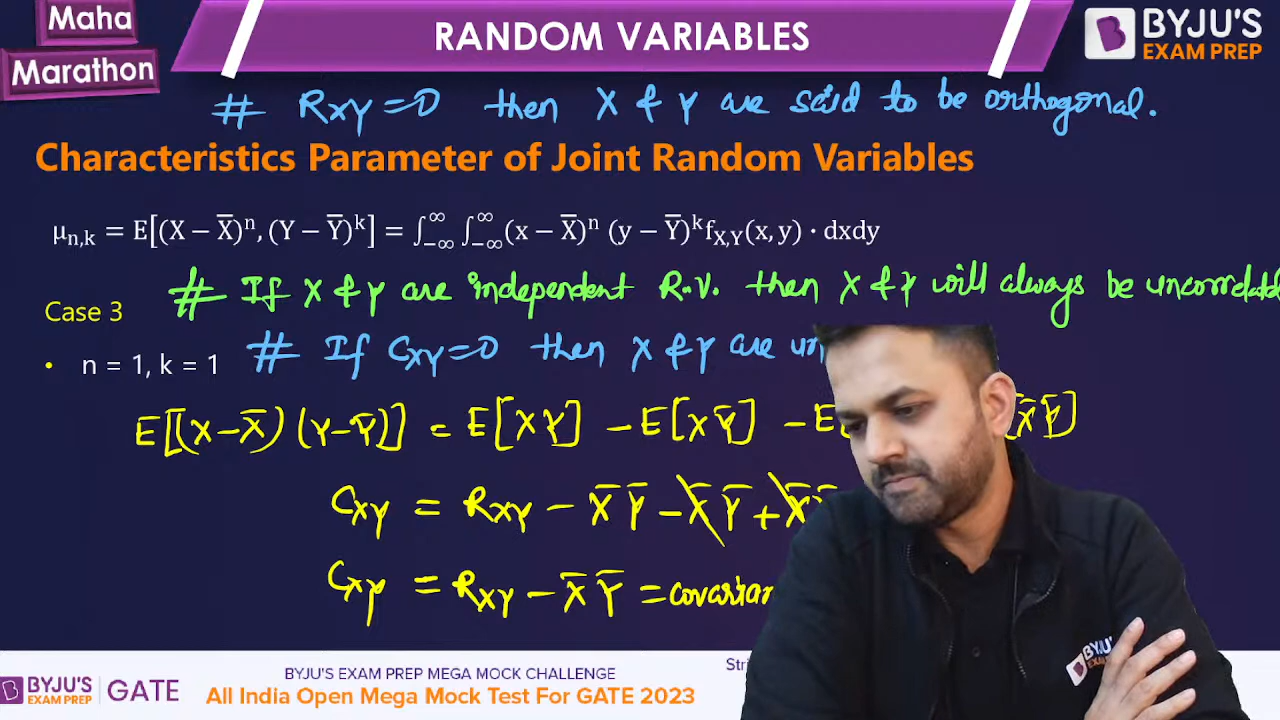 Maha
Marathon
RANDOM VARIABLES
BYJU'S
EXAM PREP
# RXY = 0 then X & Y are said to be orthogonal.
Characteristics Parameter of Joint Random Variables
μn,k = E[(X − X̅)ⁿ, (Y − Y̅)ᵏ] = ∫₋∞^∞ ∫₋∞^∞ (x − X̅)ⁿ (y − Y̅)ᵏ fX,Y(x, y) · dxdy
# If X & Y are independent R.V. then X & Y will always be
Case 3
# If CXY = 0 then X & Y are
• n = 1, k = 1
E[(X−X̅) (Y−Y̅)] = E[XY] − E[XY̅] − E X̅Y̅]
CXY = RXY − X̅ Y̅ − X̅ Y̅ + X̅
CXY = RXY − X̅ Y̅ =
BYJU'S
BYJU'S
EXAM PREP
GATE
BYJU'S EXAM PREP MEGA MOCK CHALLENGE
All India Open Mega Mock Test For GATE 2023